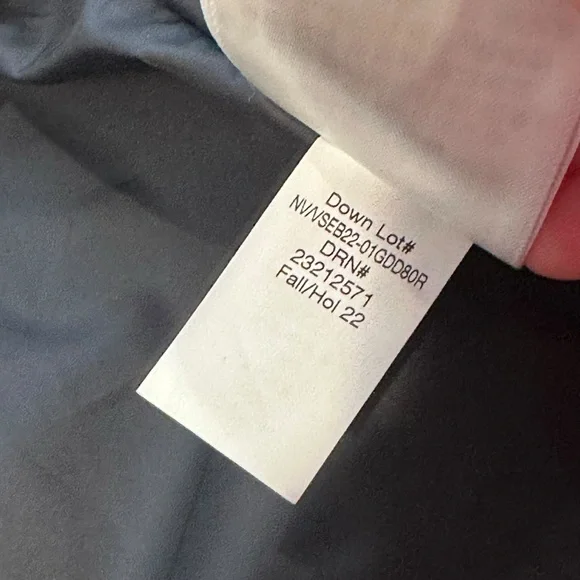 Down Lot#
NV/VSEB22-01GDD80R
DRN#
23212571
Fall/Hol 22